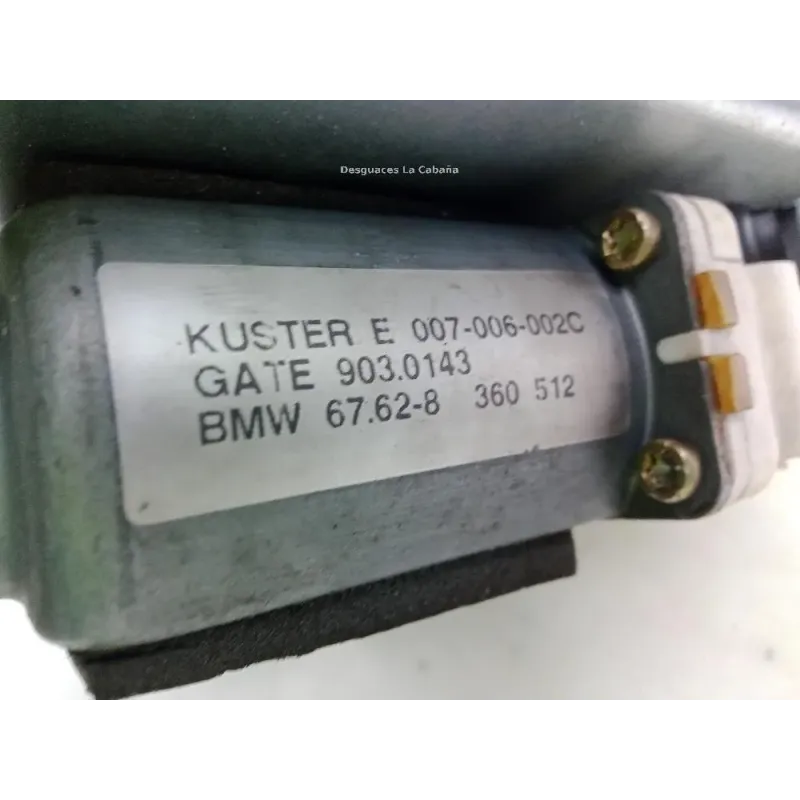 Desguaces La Cabaña
KUSTER E 007-006-002C
GATE 903.0143
BMW 67.62-8 360 512